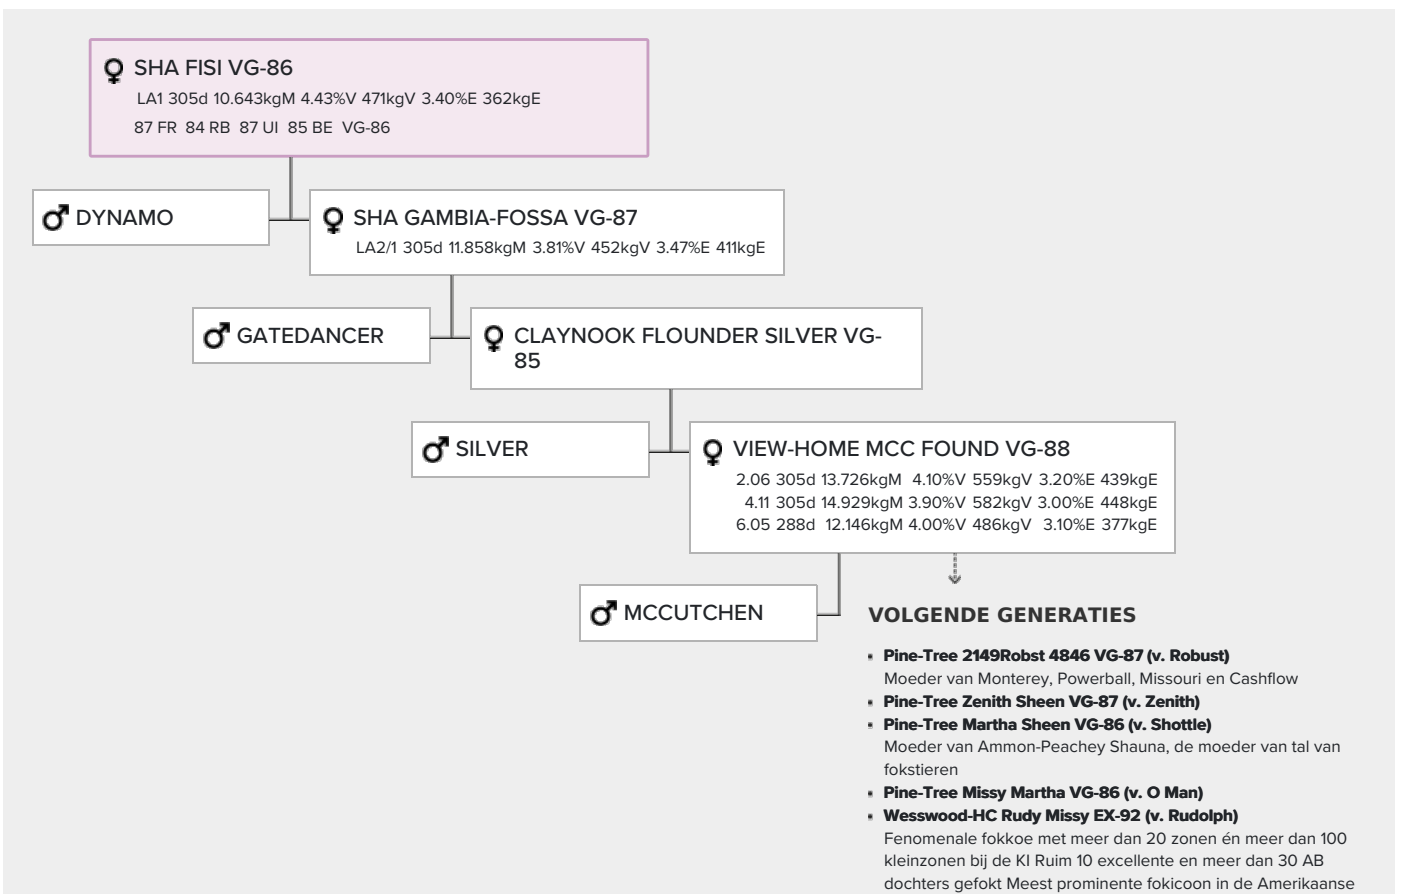 SHA FISI VG-86
LA1 305d 10.643kgM 4.43%V 471kgV 3.40%E 362kgE
87 FR 84 RB 87 UI 85 BE VG-86
DYNAMO
SHA GAMBIA-FOSSA VG-87
LA2/1 305d 11.858kgM 3.81%V 452kgV 3.47%E 411kgE
GATEDANCER
CLAYNOOK FLOUNDER SILVER VG-
85
SILVER
VIEW-HOME MCC FOUND VG-88
2.06 305d 13.726kgM 4.10%V 559kgV 3.20%E 439kgE
4.11 305d 14.929kgM 3.90%V 582kgV 3.00%E 448kgE
6.05 288d 12.146kgM 4.00%V 486kgV 3.10%E 377kgE
MCCUTCHEN
VOLGENDE GENERATIES
Pine-Tree 2149Robst 4846 VG-87 (v. Robust)
Moeder van Monterey, Powerball, Missouri en Cashflow
Pine-Tree Zenith Sheen VG-87 (v. Zenith)
Pine-Tree Martha Sheen VG-86 (v. Shottle)
Moeder van Ammon-Peachey Shauna, de moeder van tal van
fokstieren
Pine-Tree Missy Martha VG-86 (v. O Man)
Wesswood-HC Rudy Missy EX-92 (v. Rudolph)
Fenomenale fokkoe met meer dan 20 zonen én meer dan 100
kleinzonen bij de KI Ruim 10 excellente en meer dan 30 AB
dochters gefokt Meest prominente fokicoon in de Amerikaanse